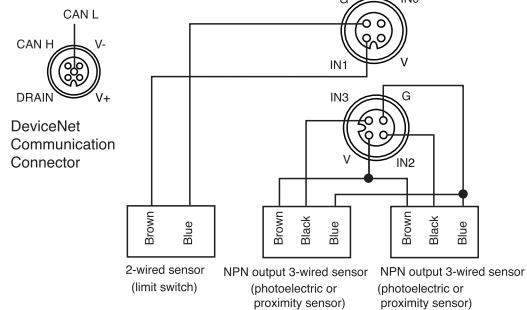 CAN L
G
CAN H
V-
IN1
V
DRAIN
V+
IN3
G
DeviceNet
Communication
Connector
V
IN2
Brown
Blue
Brown
Black
Blue
Brown
Black
Blue
2-wired sensor
(limit switch)
NPN output 3-wired sensor
(photoelectric or
proximity sensor)
NPN output 3-wired sensor
(photoelectric or
proximity sensor)